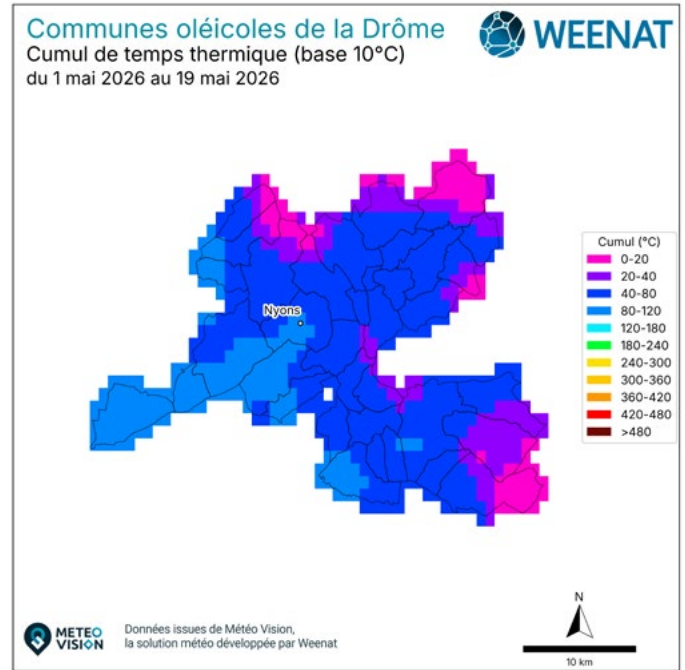 Communes oléicoles de la Drôme
Cumul de temps thermique (base 10°C)
du 1 mai 2026 au 19 mai 2026
WEENAT
Nyons
Cumul (°C)
0-20
20-40
40-80
80-120
120-180
180-240
240-300
300-360
360-420
420-480
>480
METEO
VISION
Données issues de Météo Vision,
la solution météo développée par Weenat
N
10 km